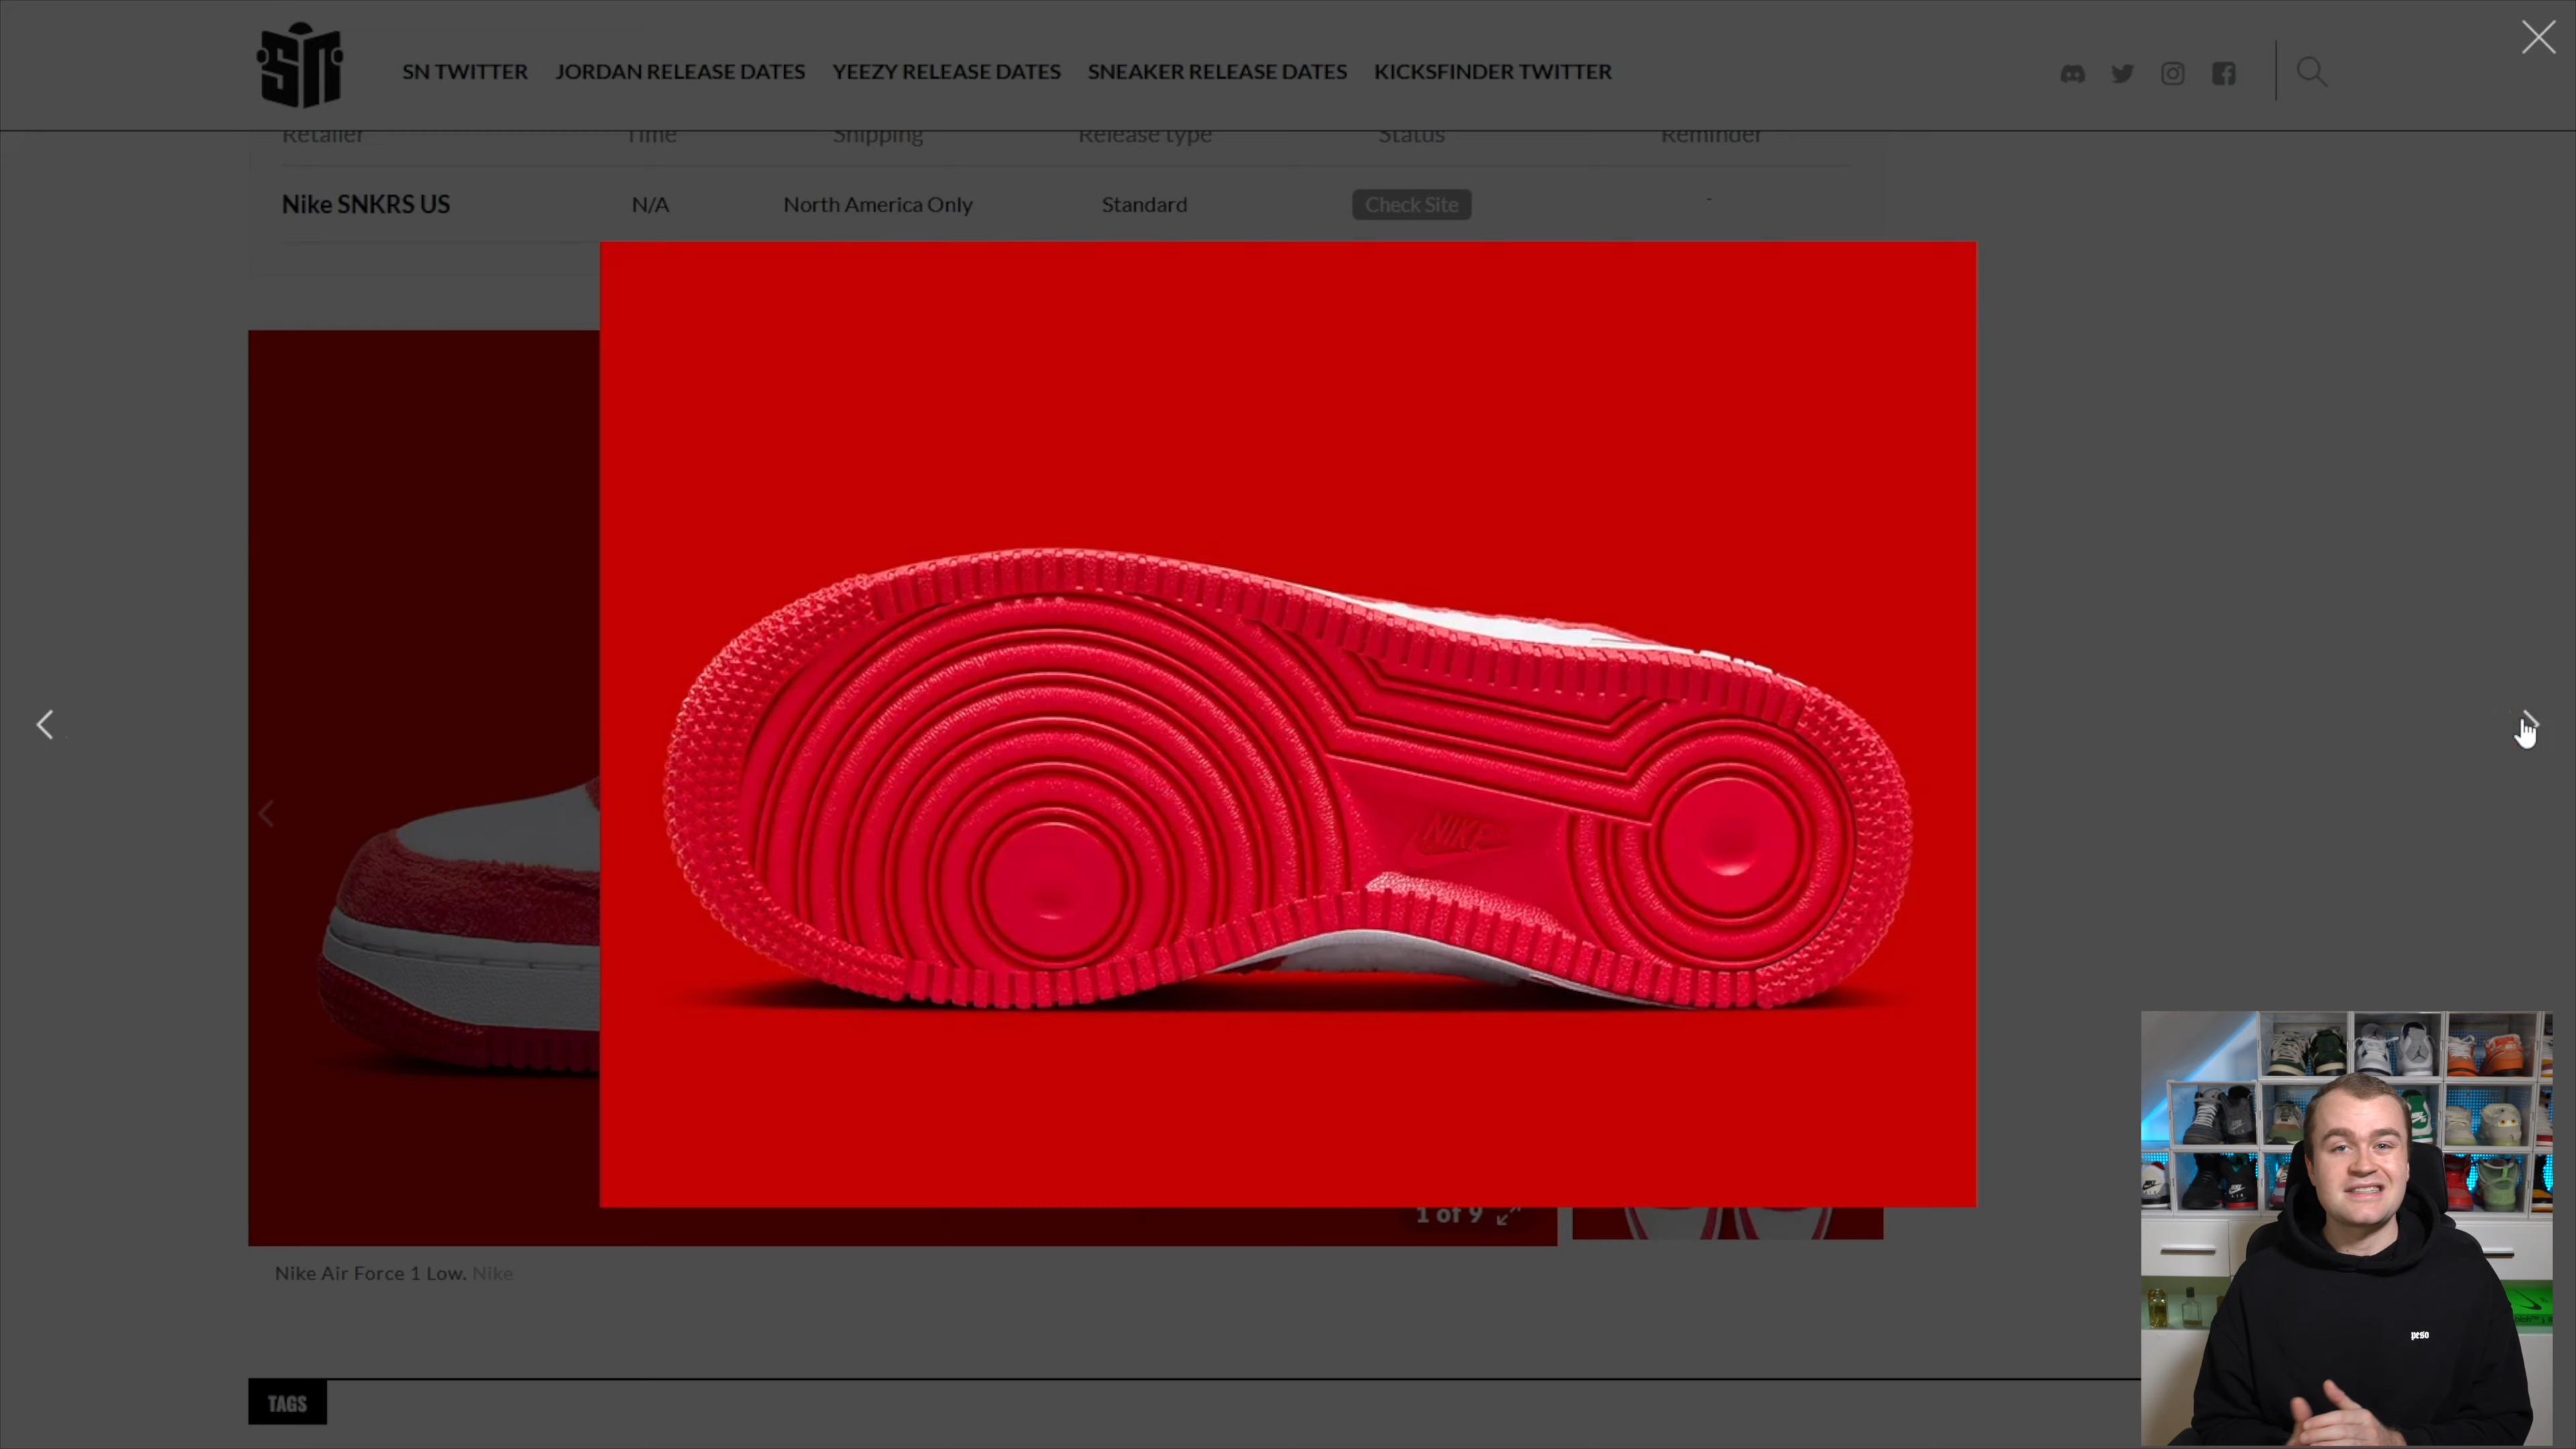 SN
SN TWITTER JORDAN RELEASE DATES YEEZY RELEASE DATES SNEAKER RELEASE DATES KICKSFINDER TWITTER
Retailer Time Shipping Release type Status Reminder
Nike SNKRS US N/A North America Only Standard Check Site -
NIKE
1 of 9
Nike Air Force 1 Low. Nike
peso
TAGS